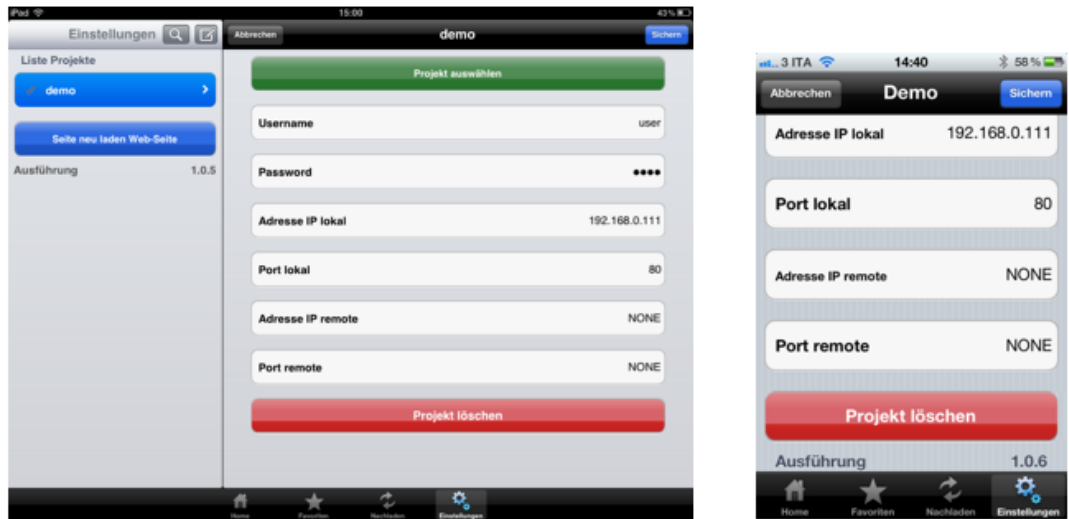 iPad 15:00 43%
Einstellungen
Abbrechen demo Sichern
Liste Projekte
demo
Seite neu laden Web-Seite
Ausführung 1.0.5
Projekt auswählen
Username user
Password ••••
Adresse IP lokal 192.168.0.111
Port lokal 80
Adresse IP remote NONE
Port remote NONE
Projekt löschen
Home Favoriten Nachladen Einstellungen
3 ITA 14:40 58 %
Abbrechen Demo Sichern
Adresse IP lokal 192.168.0.111
Port lokal 80
Adresse IP remote NONE
Port remote NONE
Projekt löschen
Ausführung 1.0.6
Home Favoriten Nachladen Einstellungen